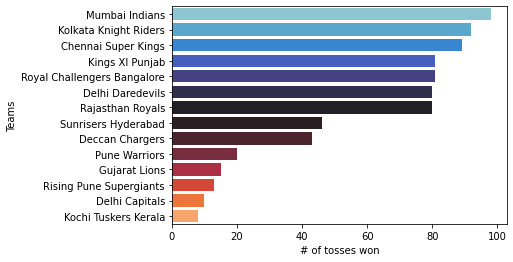 Teams
Mumbai Indians
Kolkata Knight Riders
Chennai Super Kings
Kings XI Punjab
Royal Challengers Bangalore
Delhi Daredevils
Rajasthan Royals
Sunrisers Hyderabad
Deccan Chargers
Pune Warriors
Gujarat Lions
Rising Pune Supergiants
Delhi Capitals
Kochi Tuskers Kerala
0 20 40 60 80 100
# of tosses won